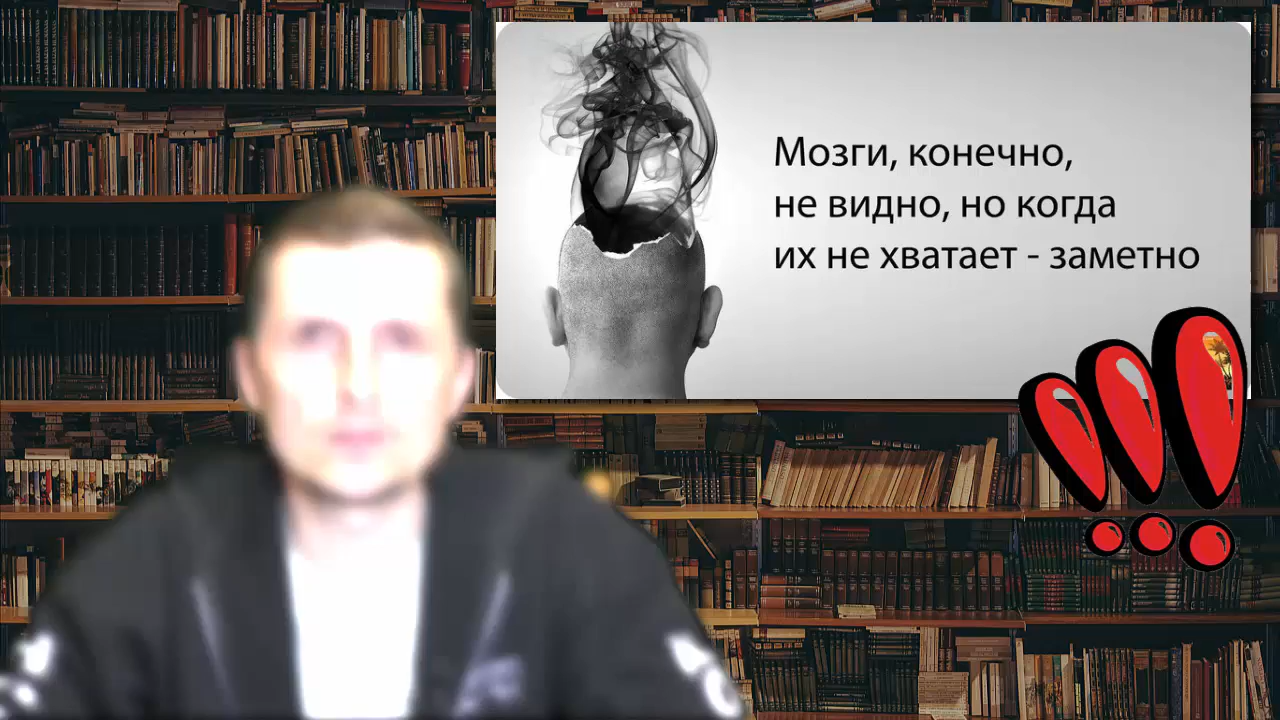 Мозги, конечно,
не видно, но когда
их не хватает - заметно